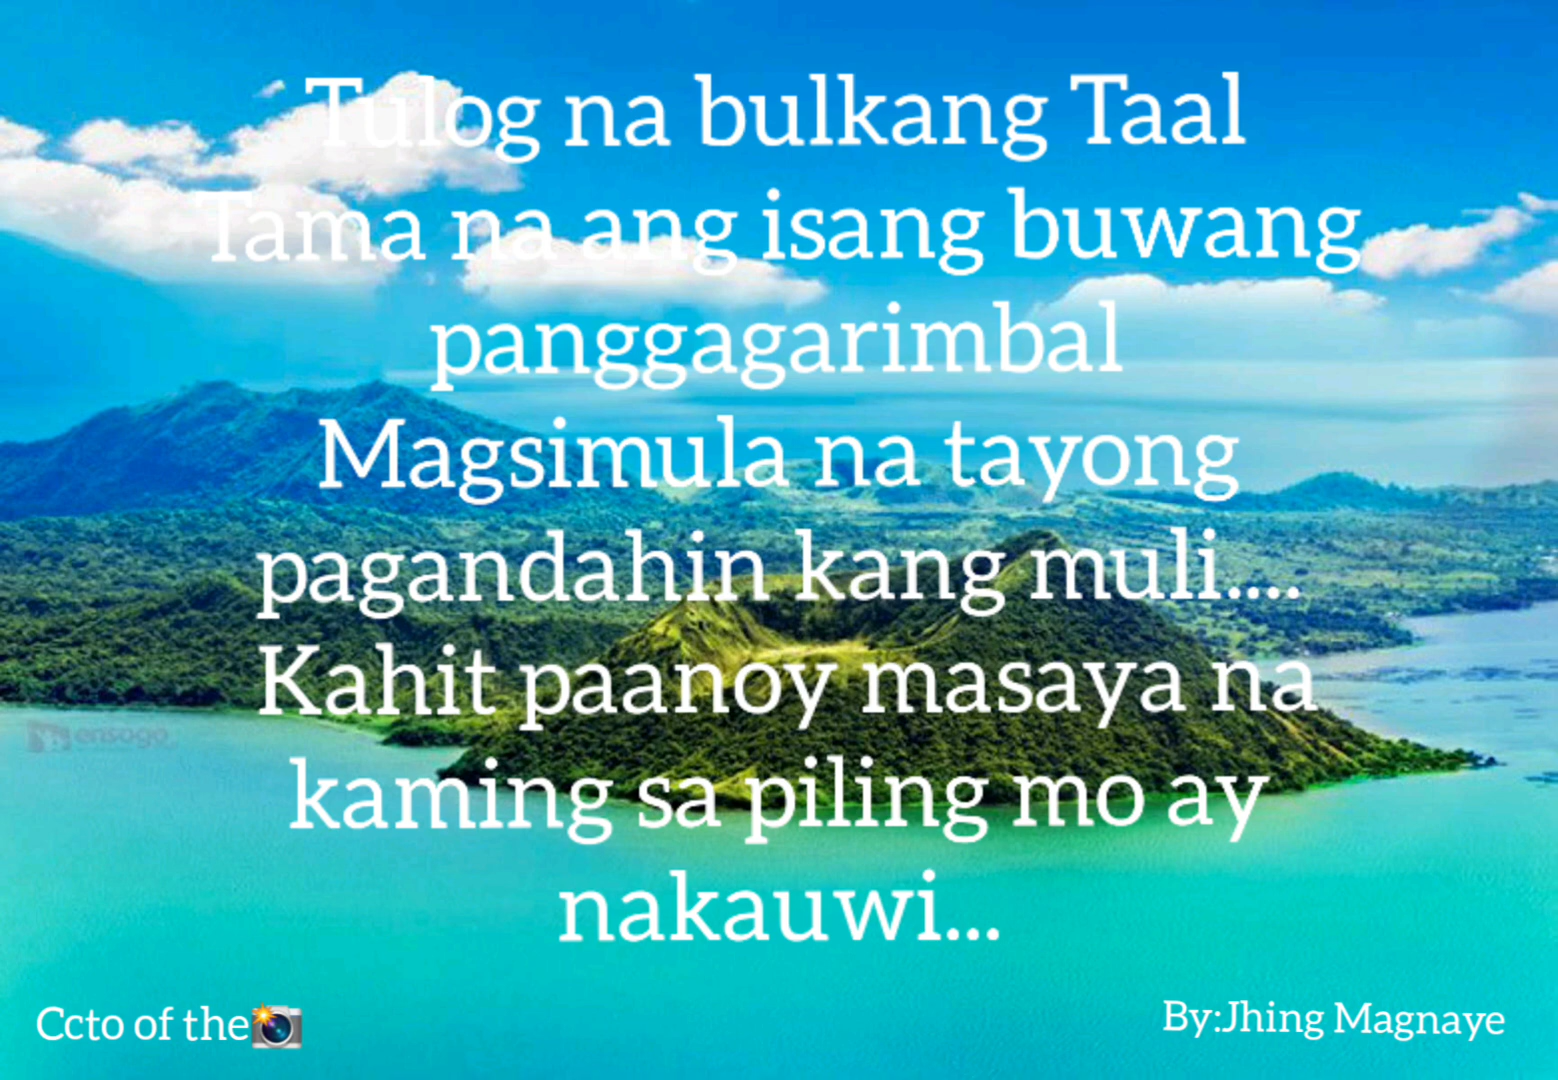 Tulog na bulkang Taal
Tama na ang isang buwang
panggagarimbal
Magsimula na tayong
pagandahin kang muli....
Kahit paanoy masaya na
kaming sa piling mo ay
nakauwi...
ensogo
Ccto of the📸
By:Jhing Magnaye